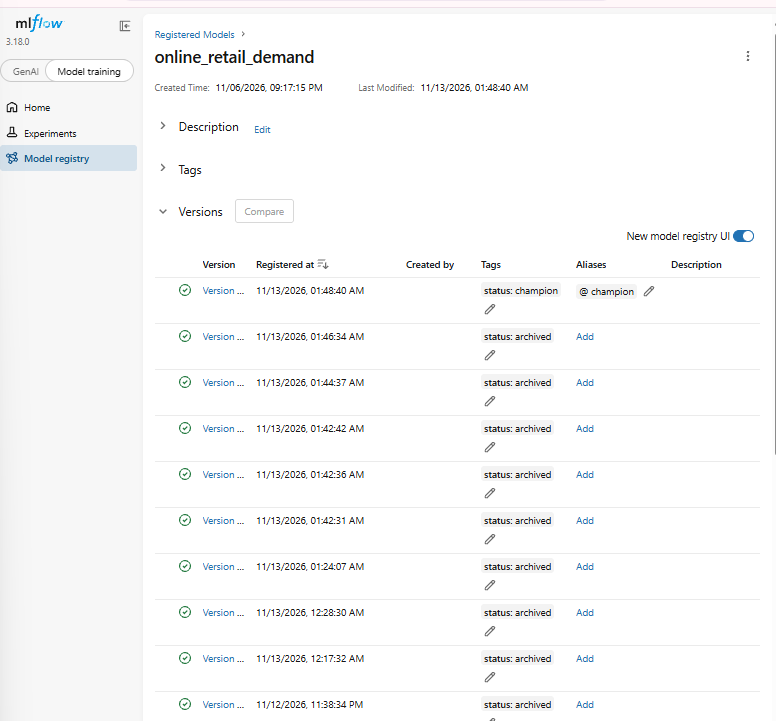 mlflow
3.18.0
GenAI Model training
Home
Experiments
Model registry
Registered Models
online_retail_demand
Created Time: 11/06/2026, 09:17:15 PM Last Modified: 11/13/2026, 01:48:40 AM
Description Edit
Tags
Versions Compare
New model registry UI
Version Registered at Created by Tags Aliases Description
Version ... 11/13/2026, 01:48:40 AM status: champion @ champion
Version ... 11/13/2026, 01:46:34 AM status: archived Add
Version ... 11/13/2026, 01:44:37 AM status: archived Add
Version ... 11/13/2026, 01:42:42 AM status: archived Add
Version ... 11/13/2026, 01:42:36 AM status: archived Add
Version ... 11/13/2026, 01:42:31 AM status: archived Add
Version ... 11/13/2026, 01:24:07 AM status: archived Add
Version ... 11/13/2026, 12:28:30 AM status: archived Add
Version ... 11/13/2026, 12:17:32 AM status: archived Add
Version ... 11/12/2026, 11:38:34 PM status: archived Add